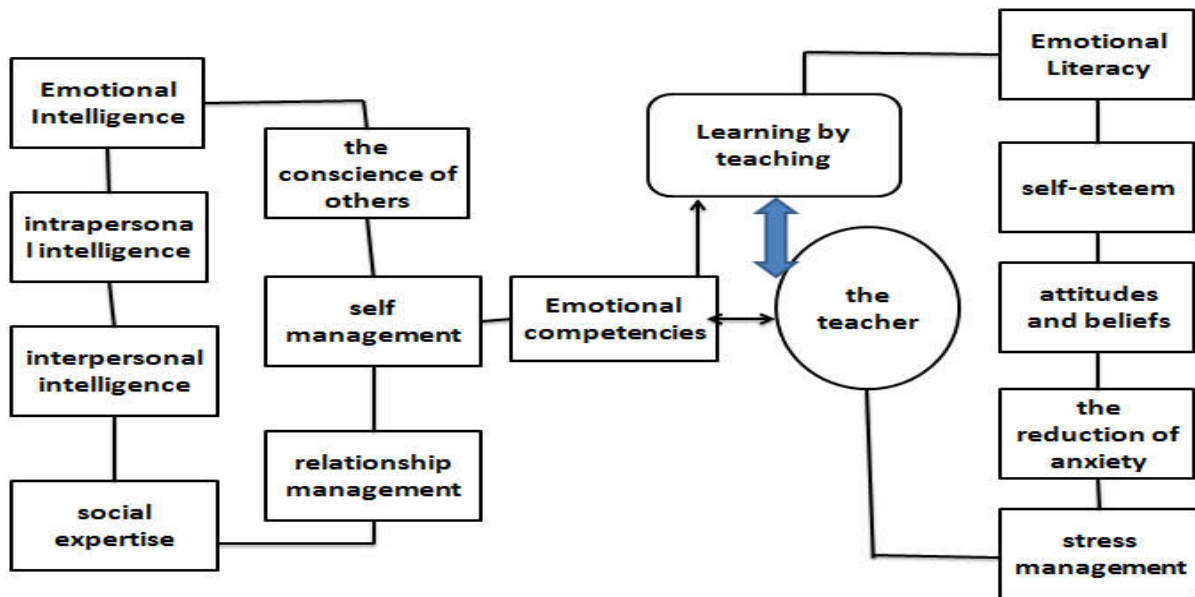 Emotional
Intelligence
intrapersona
l intelligence
interpersonal
intelligence
social
expertise
the
conscience of
others
self
management
relationship
management
Emotional
competencies
Learning by
teaching
the
teacher
Emotional
Literacy
self-esteem
attitudes
and beliefs
the
reduction of
anxiety
stress
management